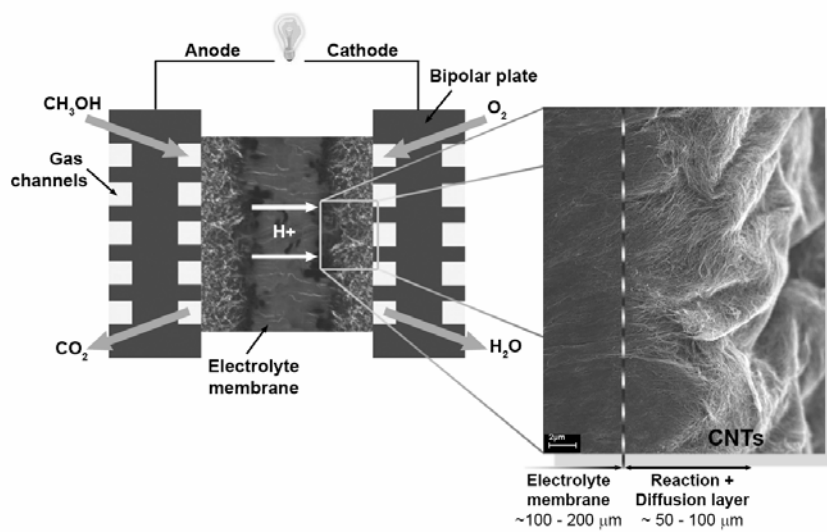 Anode
Cathode
Bipolar plate
CH₃OH
O₂
Gas
channels
H+
CO₂
H₂O
Electrolyte
membrane
2µm
CNTs
Electrolyte
membrane
~100 - 200 µm
Reaction +
Diffusion layer
~ 50 - 100 µm